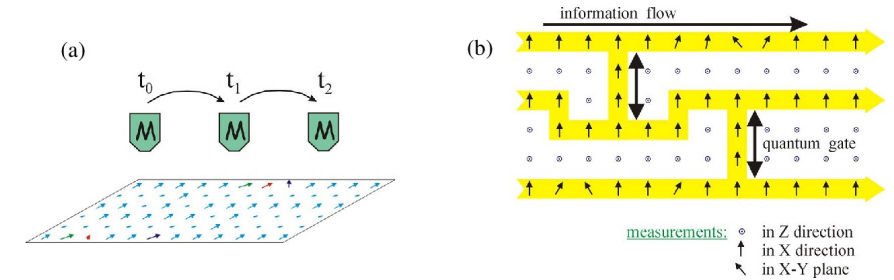 (a)
t0 t1 t2
M M M
(b)
information flow
quantum gate
measurements: in Z direction
in X direction
in X-Y plane